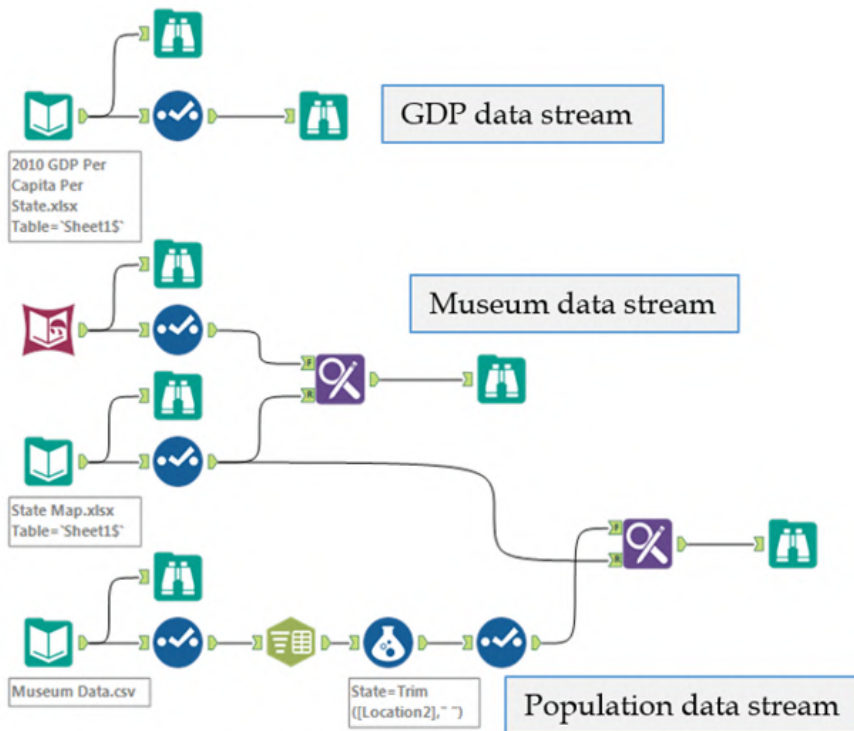 GDP data stream
2010 GDP Per
Capita Per
State.xlsx
Table=`Sheet1$`
Museum data stream
F
R
State Map.xlsx
Table=`Sheet1$`
F
R
Museum Data.csv
State=Trim
([Location2]," ")
Population data stream